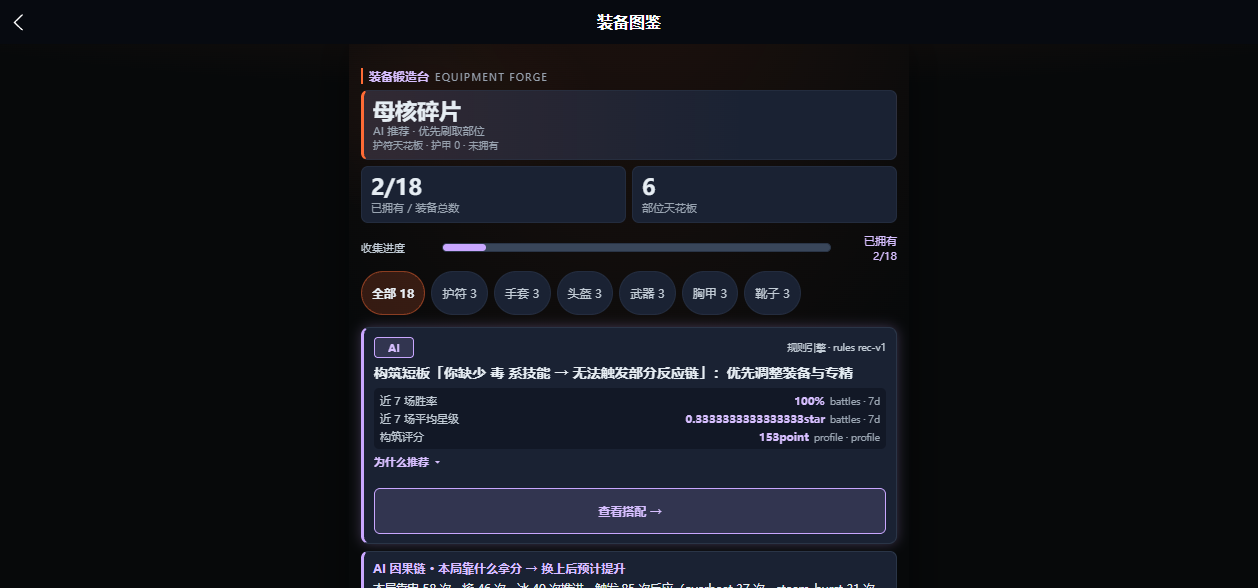 装备图鉴
装备锻造台 EQUIPMENT FORGE
母核碎片
AI 推荐 · 优先刷取部位
护符天花板 · 护甲 0 · 未拥有
2/18
已拥有 / 装备总数
6
部位天花板
收集进度
已拥有
2/18
全部 18
护符 3
手套 3
头盔 3
武器 3
胸甲 3
靴子 3
AI
规则引擎 · rules rec-v1
构筑短板「你缺少 毒 系技能 → 无法触发部分反应链」：优先调整装备与专精
近 7 场胜率 100% battles · 7d
近 7 场平均星级 0.3333333333333333star battles · 7d
构筑评分 153point profile · profile
为什么推荐
查看搭配 →
AI 因果链 · 本局靠什么拿分 → 换上后预计提升